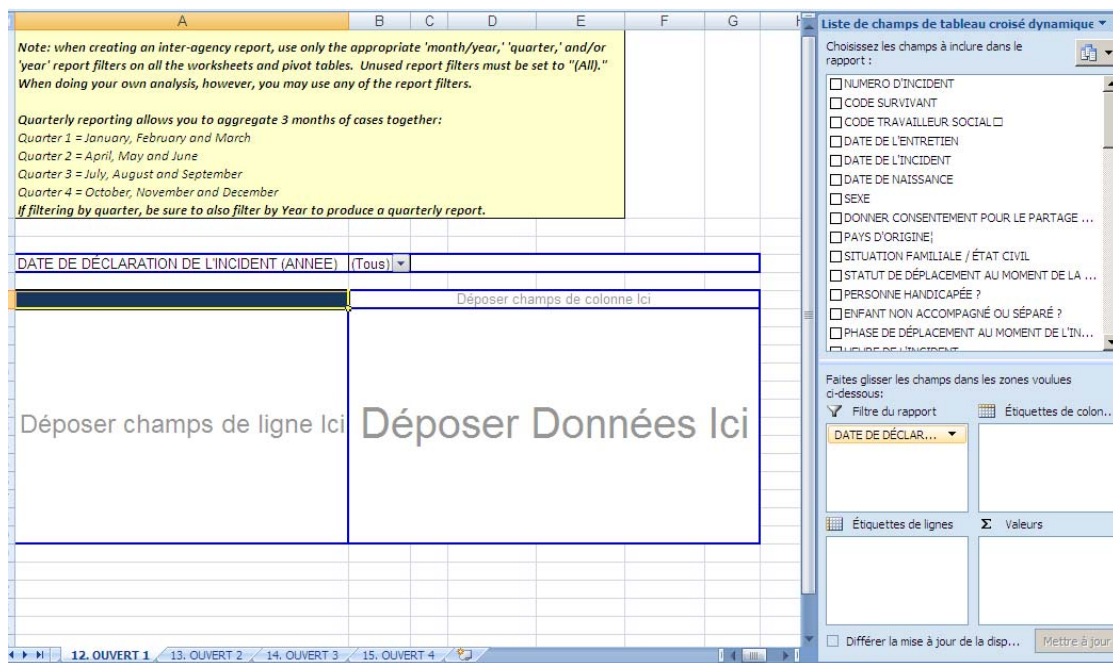 A B C D E F G
Note: when creating an inter-agency report, use only the appropriate 'month/year,' 'quarter,' and/or
'year' report filters on all the worksheets and pivot tables. Unused report filters must be set to "(All)."
When doing your own analysis, however, you may use any of the report filters.
Quarterly reporting allows you to aggregate 3 months of cases together:
Quarter 1 = January, February and March
Quarter 2 = April, May and June
Quarter 3 = July, August and September
Quarter 4 = October, November and December
If filtering by quarter, be sure to also filter by Year to produce a quarterly report.
DATE DE DÉCLARATION DE L'INCIDENT (ANNEE) (Tous)
Déposer champs de colonne Ici
Déposer champs de ligne Ici
Déposer Données Ici
12. OUVERT 1 13. OUVERT 2 14. OUVERT 3 15. OUVERT 4
Liste de champs de tableau croisé dynamique
Choisissez les champs à inclure dans le
rapport :
NUMERO D'INCIDENT
CODE SURVIVANT
CODE TRAVAILLEUR SOCIAL
DATE DE L'ENTRETIEN
DATE DE L'INCIDENT
DATE DE NAISSANCE
SEXE
DONNER CONSENTEMENT POUR LE PARTAGE ...
PAYS D'ORIGINE¦
SITUATION FAMILIALE / ÉTAT CIVIL
STATUT DE DÉPLACEMENT AU MOMENT DE LA ...
PERSONNE HANDICAPÉE ?
ENFANT NON ACCOMPAGNÉ OU SÉPARÉ ?
PHASE DE DÉPLACEMENT AU MOMENT DE L'IN...
HEURE DE L'INCIDENT
Faites glisser les champs dans les zones voulues
ci-dessous:
Filtre du rapport
Étiquettes de colon...
DATE DE DÉCLAR...
Étiquettes de lignes
Σ Valeurs
Différer la mise à jour de la disp...
Mettre à jour